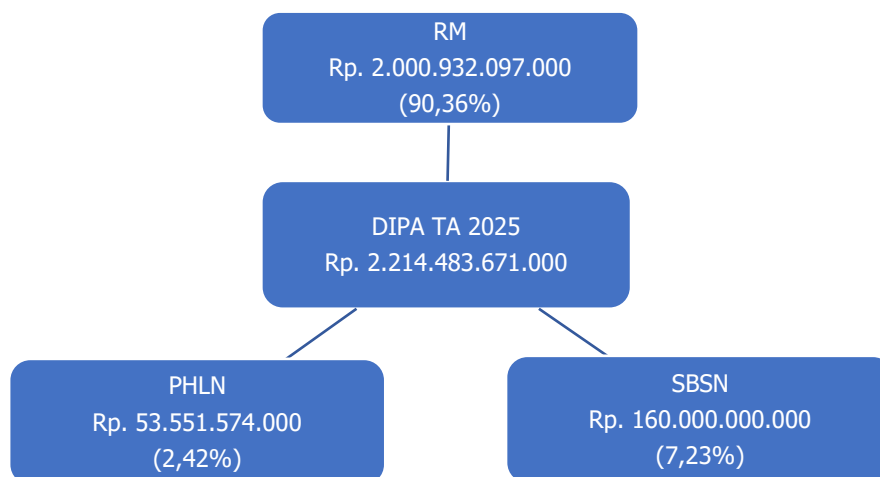 RM
Rp. 2.000.932.097.000
(90,36%)
DIPA TA 2025
Rp. 2.214.483.671.000
PHLN
Rp. 53.551.574.000
(2,42%)
SBSN
Rp. 160.000.000.000
(7,23%)